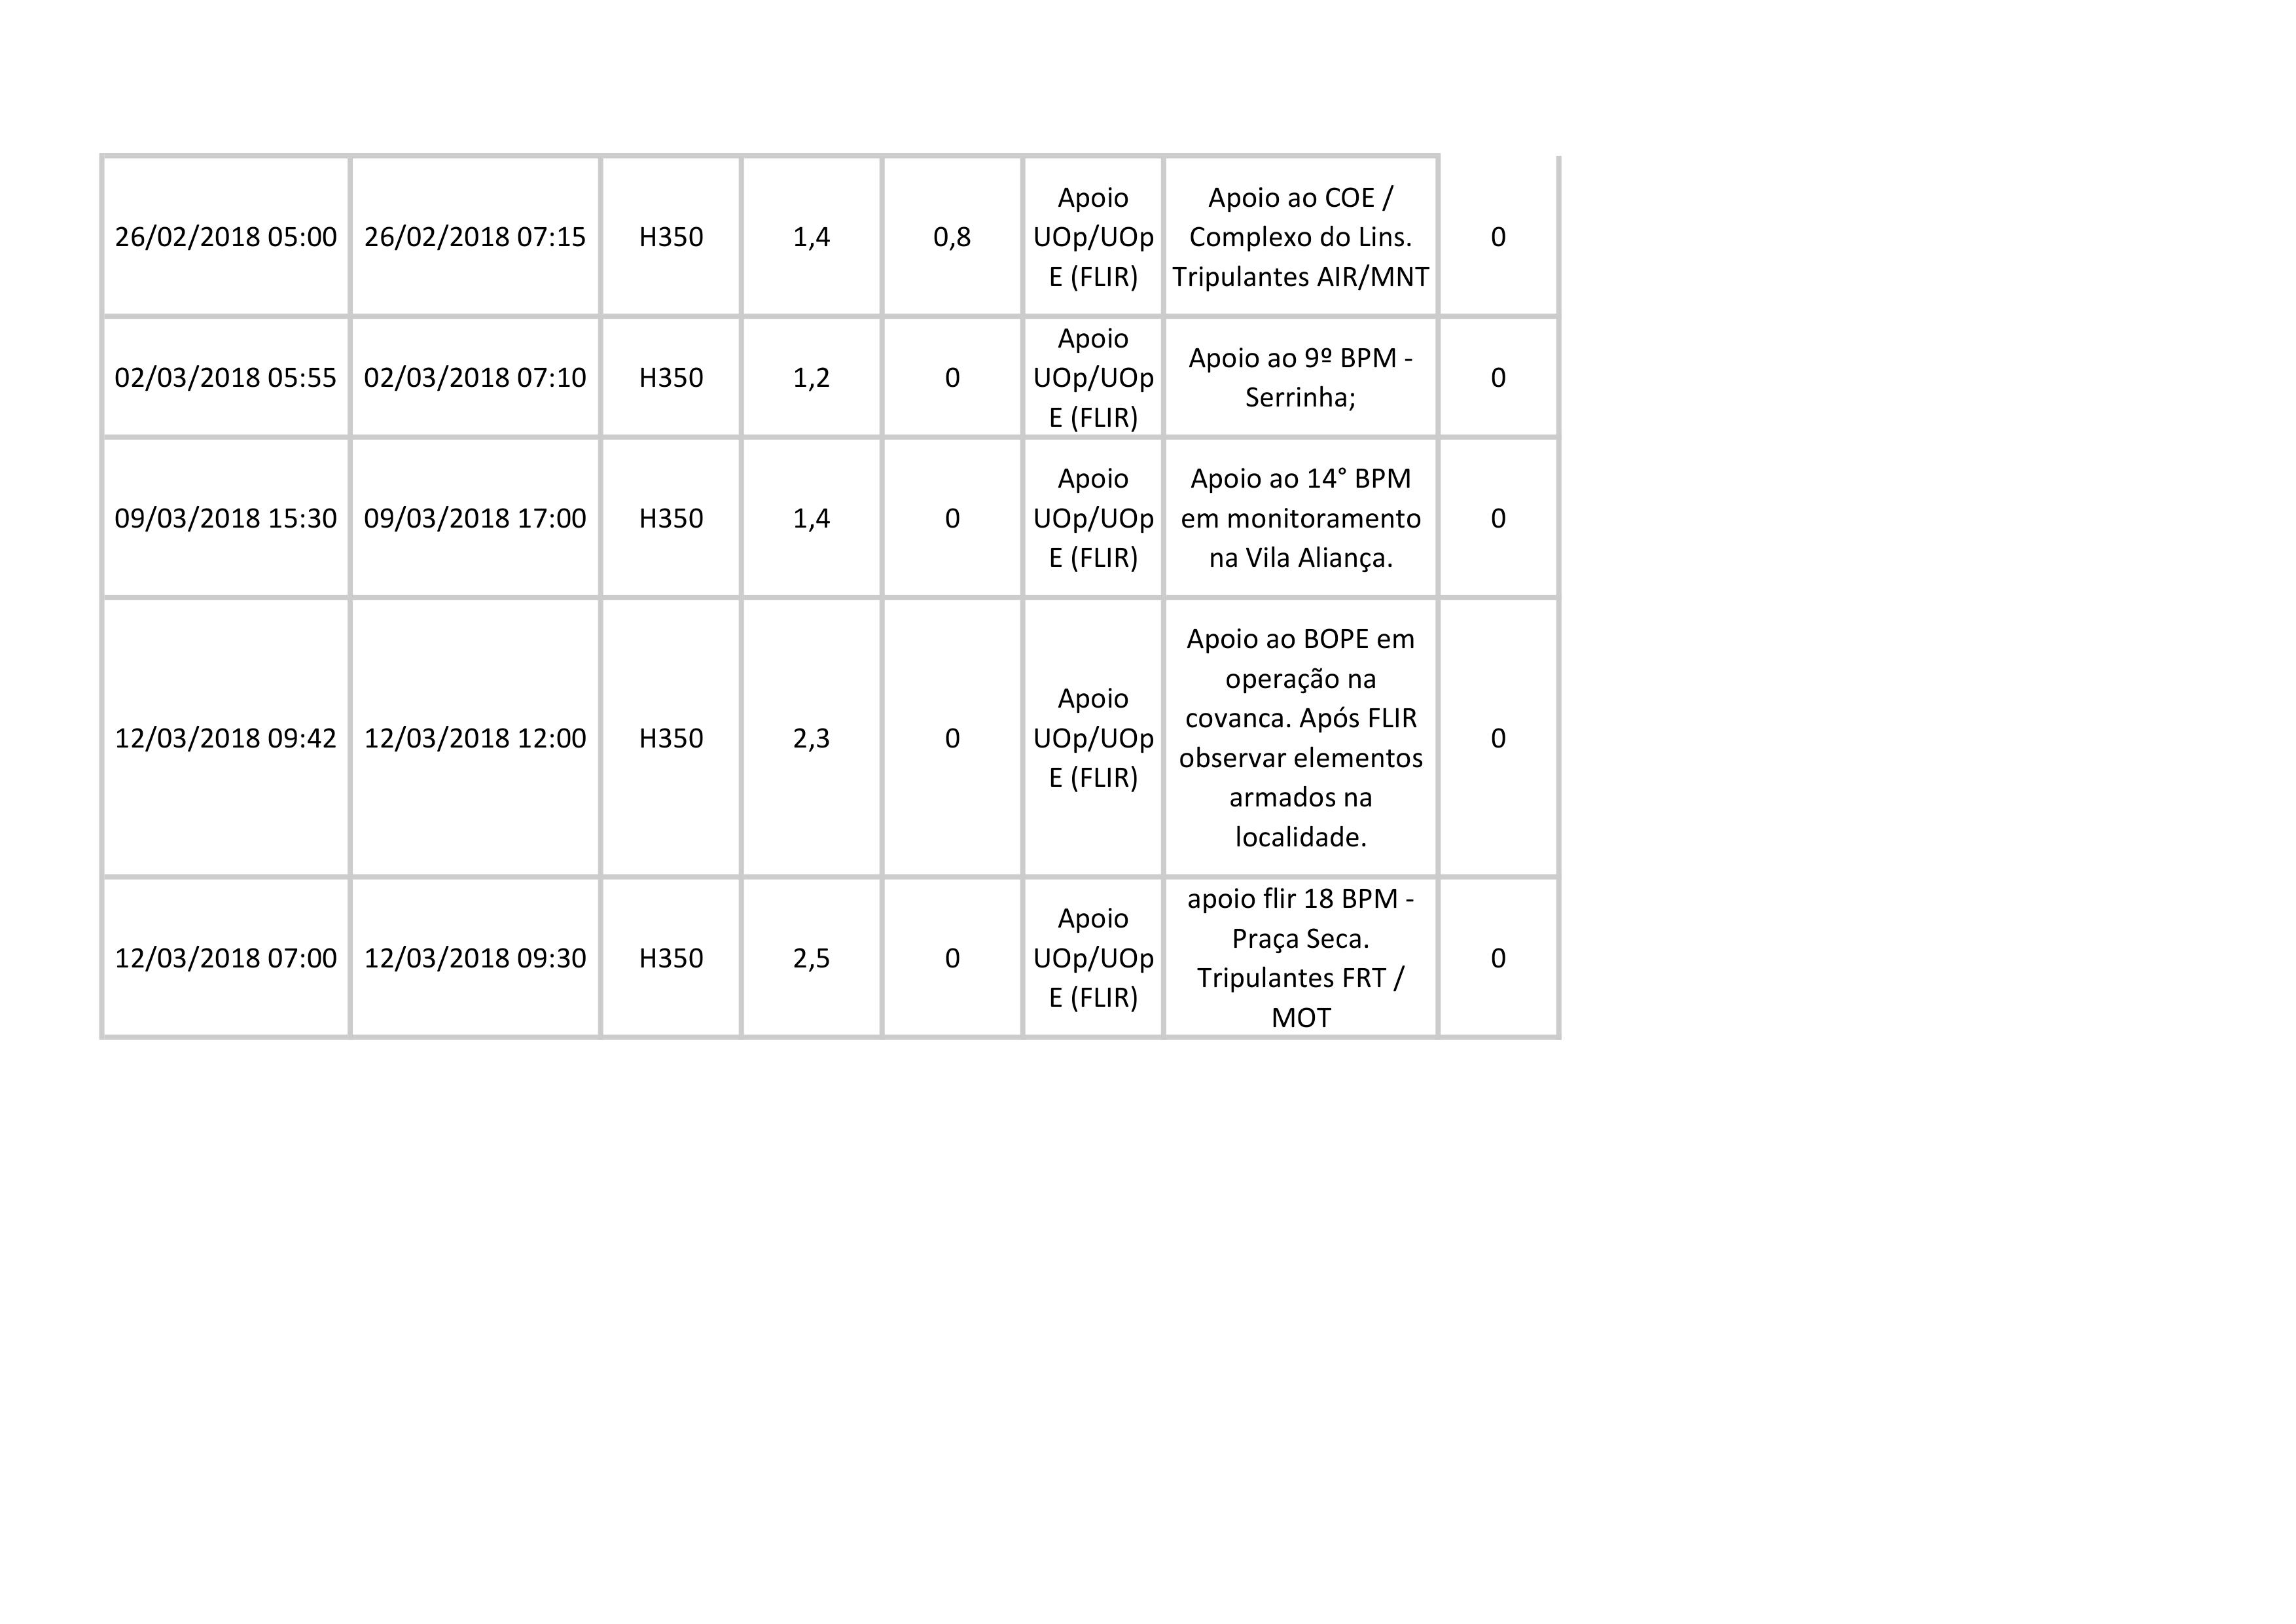 26/02/2018 05:00 26/02/2018 07:15 H350 1,4 0,8
Apoio
UOp/UOp
E (FLIR)
Apoio ao COE /
Complexo do Lins.
Tripulantes AIR/MNT
0
02/03/2018 05:55 02/03/2018 07:10 H350 1,2 0
Apoio
UOp/UOp
E (FLIR)
Apoio ao 9º BPM -
Serrinha;
0
09/03/2018 15:30 09/03/2018 17:00 H350 1,4 0
Apoio
UOp/UOp
E (FLIR)
Apoio ao 14° BPM
em monitoramento
na Vila Aliança.
0
12/03/2018 09:42 12/03/2018 12:00 H350 2,3 0
Apoio
UOp/UOp
E (FLIR)
Apoio ao BOPE em
operação na
covanca. Após FLIR
observar elementos
armados na
localidade.
0
12/03/2018 07:00 12/03/2018 09:30 H350 2,5 0
Apoio
UOp/UOp
E (FLIR)
apoio flir 18 BPM -
Praça Seca.
Tripulantes FRT /
MOT
0